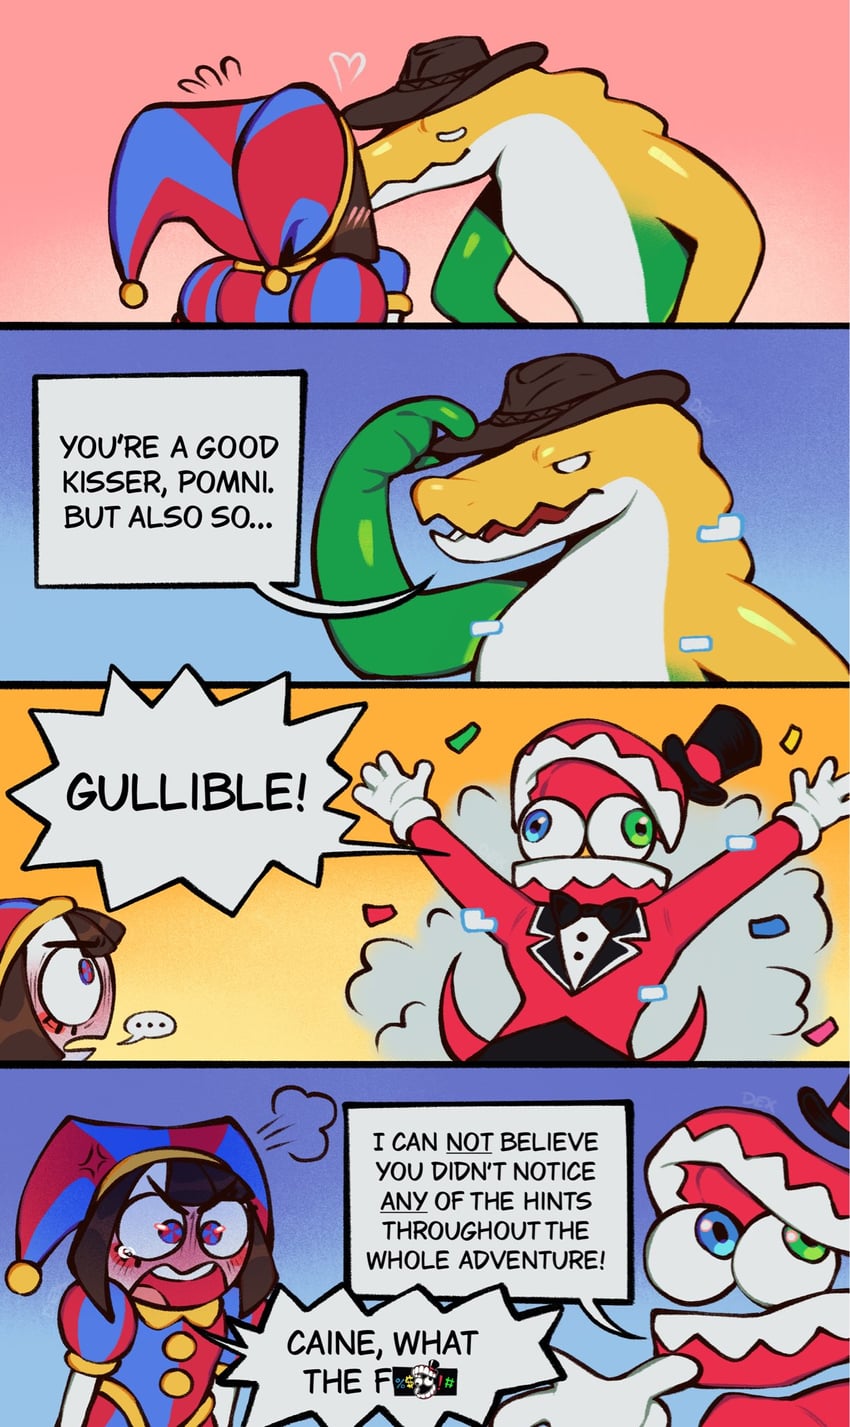 YOU'RE A GOOD
KISSER, POMNI.
BUT ALSO SO...
GULLIBLE!
...
DEX
I CAN NOT BELIEVE
YOU DIDN'T NOTICE
ANY OF THE HINTS
THROUGHOUT THE
WHOLE ADVENTURE!
CAINE, WHAT
THE F%$!#